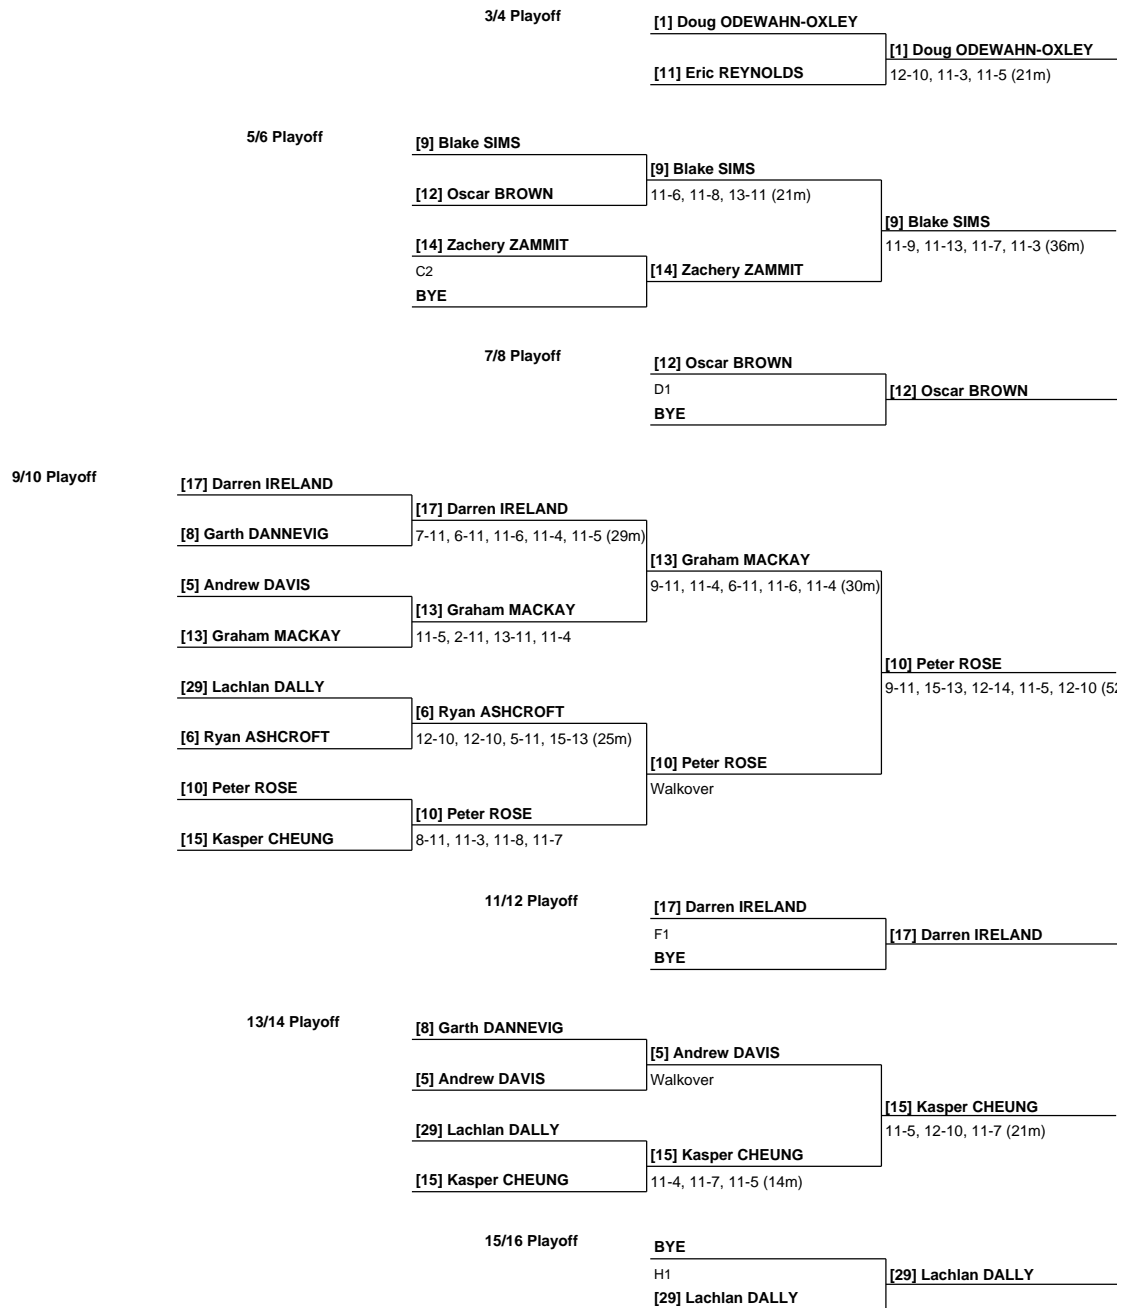 3/4 Playoff
[1] Doug ODEWAHN-OXLEY
[1] Doug ODEWAHN-OXLEY
[11] Eric REYNOLDS
12-10, 11-3, 11-5 (21m)
5/6 Playoff
[9] Blake SIMS
[9] Blake SIMS
[12] Oscar BROWN
11-6, 11-8, 13-11 (21m)
[9] Blake SIMS
[14] Zachery ZAMMIT
11-9, 11-13, 11-7, 11-3 (36m)
C2
[14] Zachery ZAMMIT
BYE
7/8 Playoff
[12] Oscar BROWN
D1
[12] Oscar BROWN
BYE
9/10 Playoff
[17] Darren IRELAND
[17] Darren IRELAND
[8] Garth DANNEVIG
7-11, 6-11, 11-6, 11-4, 11-5 (29m)
[13] Graham MACKAY
[5] Andrew DAVIS
9-11, 11-4, 6-11, 11-6, 11-4 (30m)
[13] Graham MACKAY
[13] Graham MACKAY
11-5, 2-11, 13-11, 11-4
[10] Peter ROSE
[29] Lachlan DALLY
9-11, 15-13, 12-14, 11-5, 12-10
[6] Ryan ASHCROFT
[6] Ryan ASHCROFT
12-10, 12-10, 5-11, 15-13 (25m)
[10] Peter ROSE
[10] Peter ROSE
Walkover
[10] Peter ROSE
[15] Kasper CHEUNG
8-11, 11-3, 11-8, 11-7
11/12 Playoff
[17] Darren IRELAND
F1
[17] Darren IRELAND
BYE
13/14 Playoff
[8] Garth DANNEVIG
[5] Andrew DAVIS
[5] Andrew DAVIS
Walkover
[15] Kasper CHEUNG
[29] Lachlan DALLY
11-5, 12-10, 11-7 (21m)
[15] Kasper CHEUNG
[15] Kasper CHEUNG
11-4, 11-7, 11-5 (14m)
15/16 Playoff
BYE
H1
[29] Lachlan DALLY
[29] Lachlan DALLY